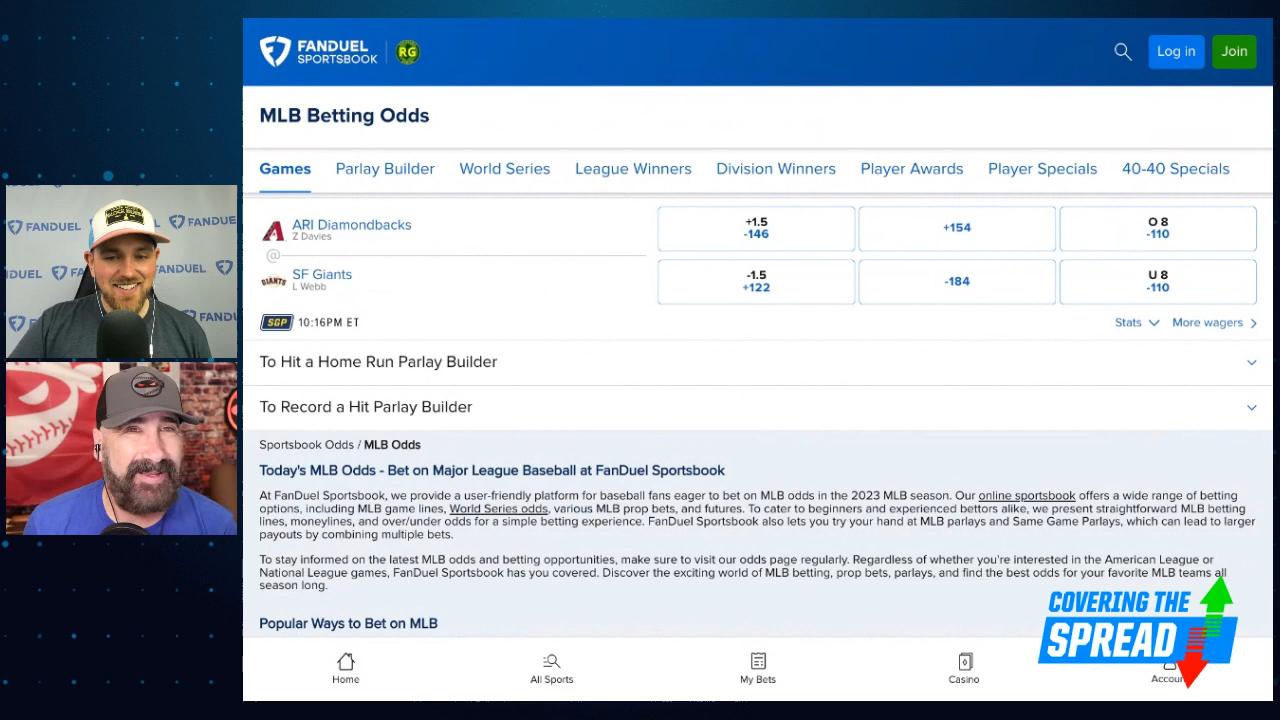 FANDUEL
SPORTSBOOK
RG
Log in
Join
MLB Betting Odds
Games
Parlay Builder
World Series
League Winners
Division Winners
Player Awards
Player Specials
40-40 Specials
ARI Diamondbacks
Z Davies
+1.5
-146
+154
O 8
-110
@
GIANTS
SF Giants
L Webb
-1.5
+122
-184
U 8
-110
SGP
10:16PM ET
Stats
More wagers
To Hit a Home Run Parlay Builder
To Record a Hit Parlay Builder
Sportsbook Odds / MLB Odds
Today's MLB Odds - Bet on Major League Baseball at FanDuel Sportsbook
At FanDuel Sportsbook, we provide a user-friendly platform for baseball fans eager to bet on MLB odds in the 2023 MLB season. Our online sportsbook offers a wide range of betting
options, including MLB game lines, World Series odds, various MLB prop bets, and futures. To cater to beginners and experienced bettors alike, we present straightforward MLB betting
lines, moneylines, and over/under odds for a simple betting experience. FanDuel Sportsbook also lets you try your hand at MLB parlays and Same Game Parlays, which can lead to larger
payouts by combining multiple bets.
To stay informed on the latest MLB odds and betting opportunities, make sure to visit our odds page regularly. Regardless of whether you're interested in the American League or
National League games, FanDuel Sportsbook has you covered. Discover the exciting world of MLB betting, prop bets, parlays, and find the best odds for your favorite MLB teams all
season long.
Popular Ways to Bet on MLB
Home
All Sports
My Bets
Casino
Accoun
COVERING THE
SPREAD
FANDUEL
FANDUEL
DUEL
FANDUEL